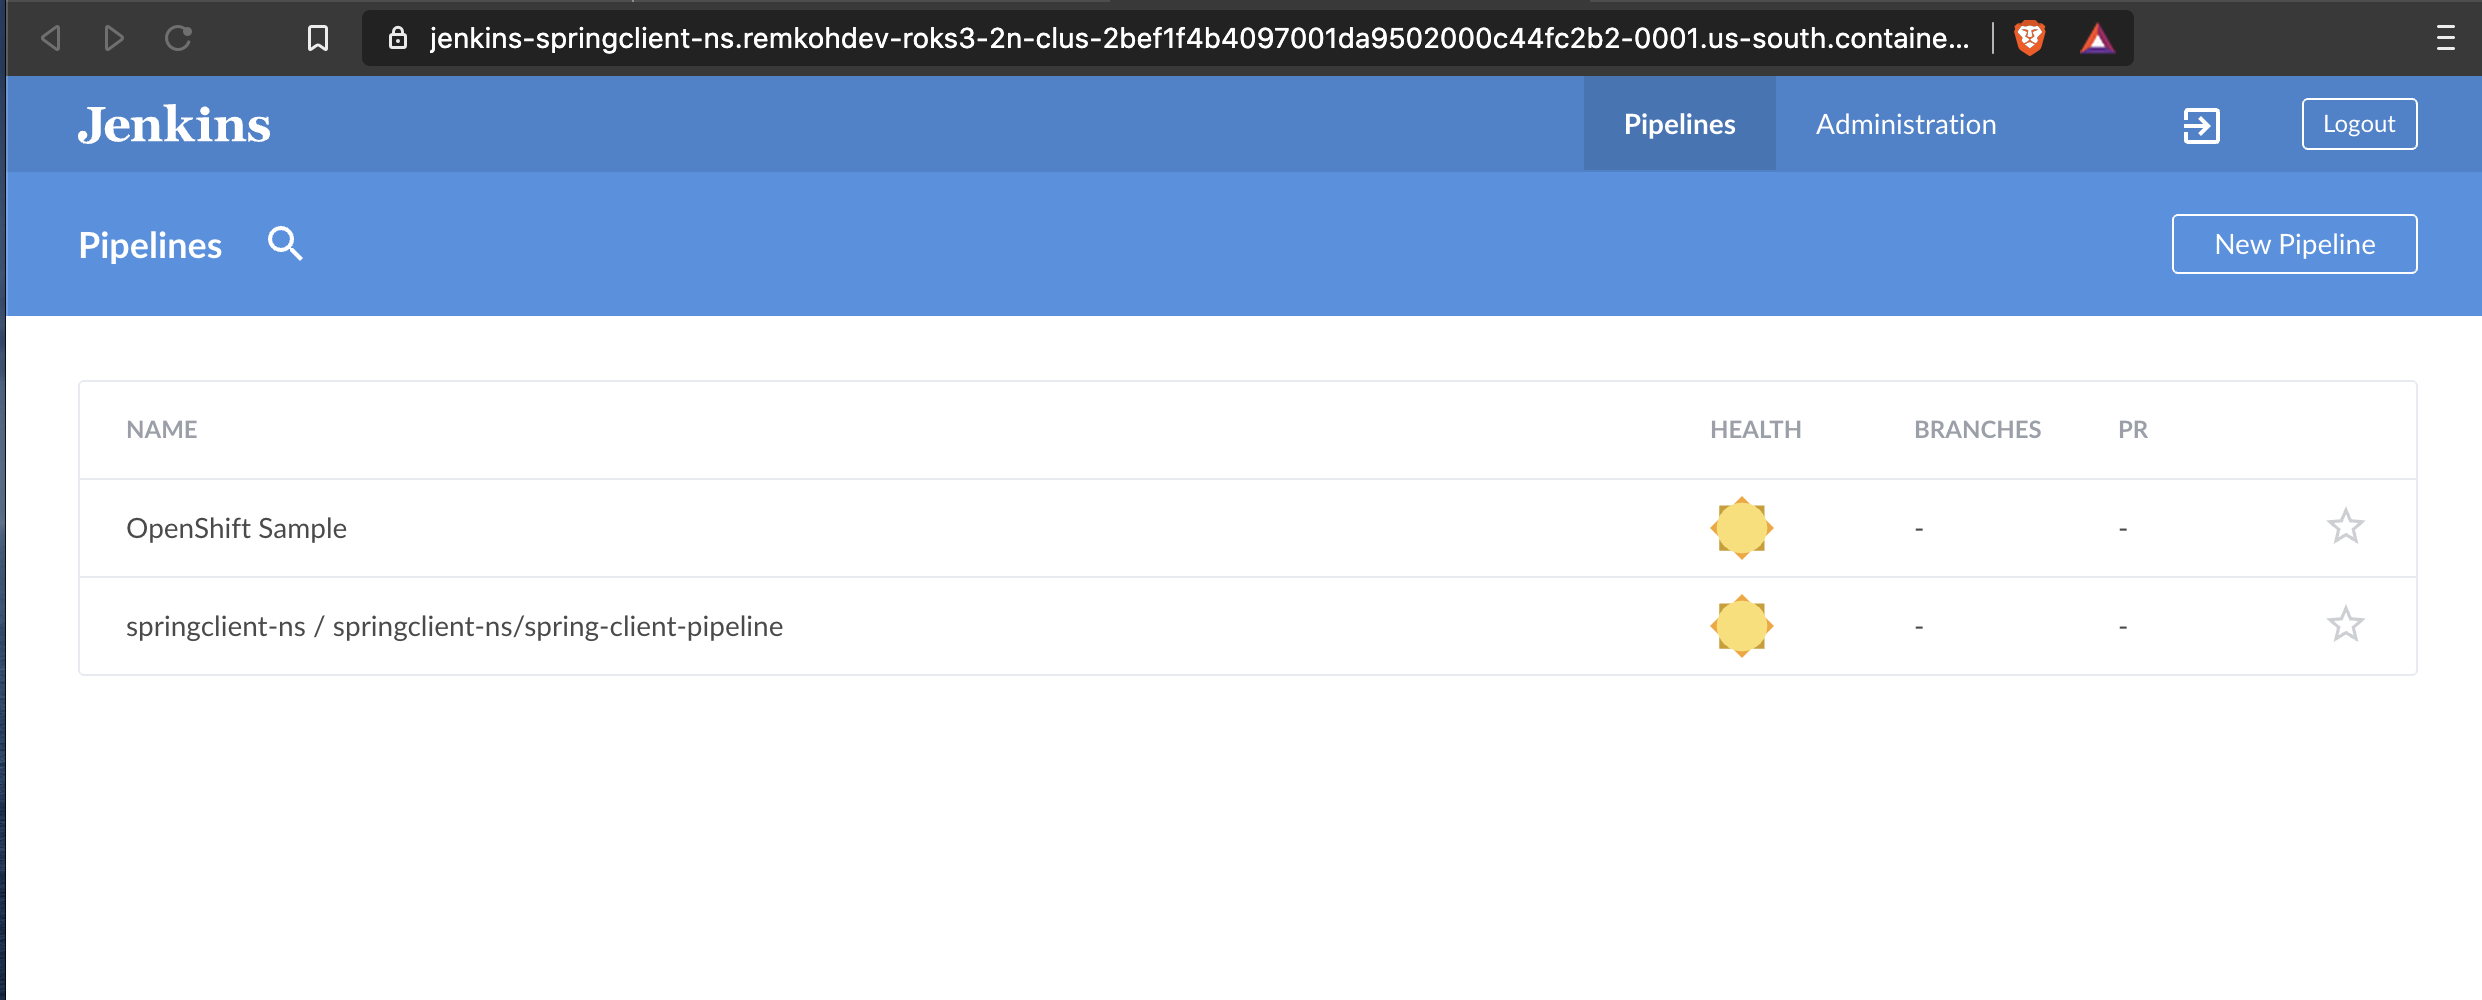 jenkins-springclient-ns.remkohdev-roks3-2n-clus-2bef1f4b4097001da9502000c44fc2b2-0001.us-south.containe...
Jenkins Pipelines Administration Logout
Pipelines New Pipeline
NAME HEALTH BRANCHES PR
OpenShift Sample - -
springclient-ns / springclient-ns/spring-client-pipeline - -